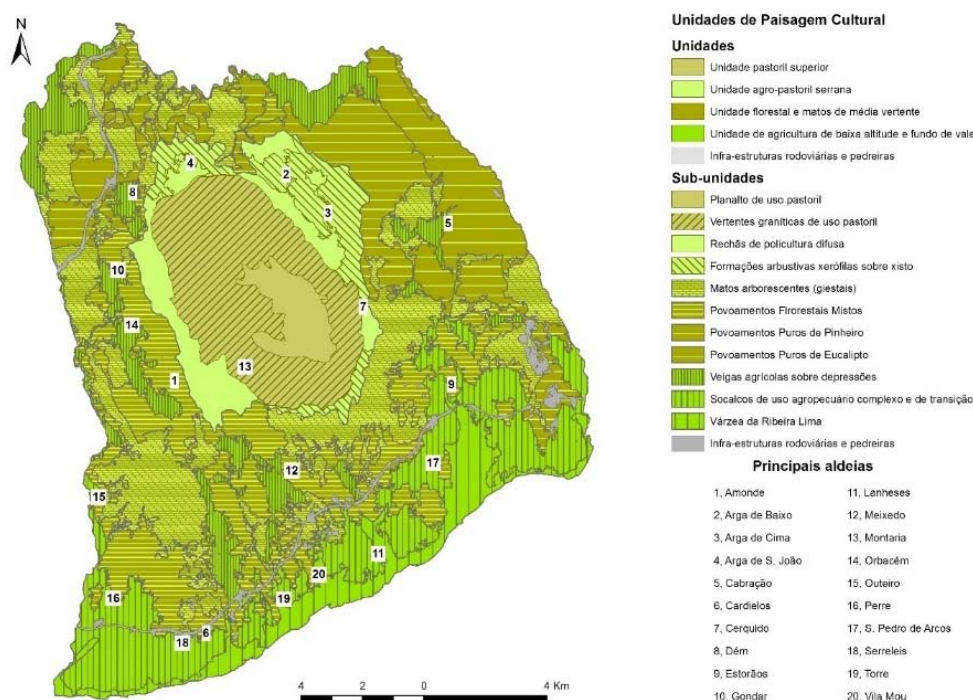 N
Unidades de Paisagem Cultural
Unidades
Unidade pastoril superior
Unidade agro-pastoril serrana
Unidade florestal e matos de média vertente
Unidade de agricultura de baixa altitude e fundo de vale
Infra-estruturas rodoviárias e pedreiras
Sub-unidades
Planalto de uso pastoril
Vertentes graníticas de uso pastoril
Rechãs de policultura difusa
Formações arbustivas xerófilas sobre xisto
Matos arborescentes (giestais)
Povoamentos Flrorestais Mistos
Povoamentos Puros de Pinheiro
Povoamentos Puros de Eucalipto
Veigas agrícolas sobre depressões
Socalcos de uso agropecuário complexo e de transição
Várzea da Ribeira Lima
Infra-estruturas rodoviárias e pedreiras
Principais aldeias
1, Amonde
2, Arga de Baixo
3, Arga de Cima
4, Arga de S. João
5, Cabração
6, Cardielos
7, Cerquido
8, Dém
9, Estorãos
10, Gondar
11, Lanheses
12, Meixedo
13, Montaria
14, Orbacém
15, Outeiro
16, Perre
17, S. Pedro de Arcos
18, Serreleis
19, Torre
20, Vila Mou
4
2
8
3
5
10
7
14
13
1
9
17
12
15
11
20
16
19
6
18
4 2 0 4 Km